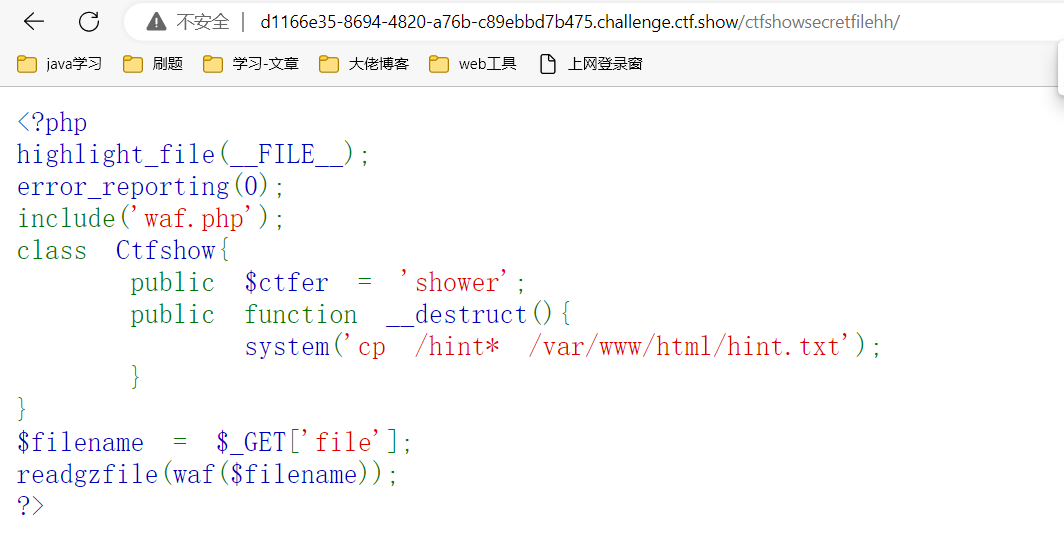 不安全 | d1166e35-8694-4820-a76b-c89ebbd7b475.challenge.ctf.show/ctfshowsecretfilehh/
java学习 刷题 学习-文章 大佬博客 web工具 上网登录窗
<?php
highlight_file(__FILE__);
error_reporting(0);
include('waf.php');
class Ctfshow{
        public $ctfer = 'shower';
        public function __destruct(){
                system('cp /hint* /var/www/html/hint.txt');
        }
}
$filename = $_GET['file'];
readgzfile(waf($filename));
?>